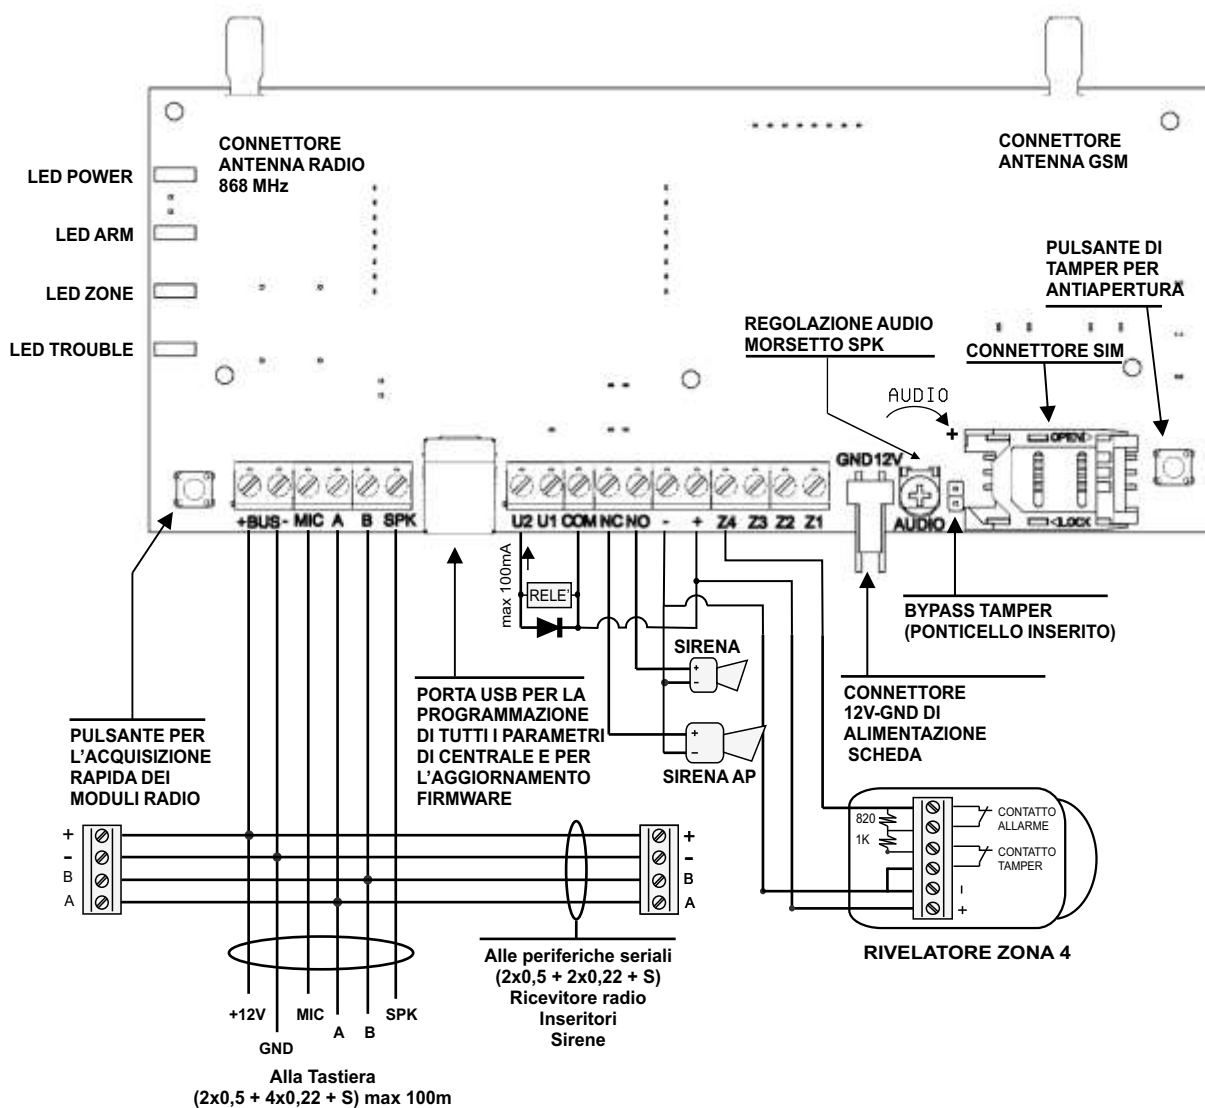 CONNETTORE
ANTENNA RADIO
868 MHz
CONNETTORE
ANTENNA GSM
LED POWER
LED ARM
LED ZONE
LED TROUBLE
PULSANTE DI
TAMPER PER
ANTIAPERTURA
REGOLAZIONE AUDIO
MORSETTO SPK
CONNETTORE SIM
AUDIO
+
OPEN
LOCK
GND 12V
AUDIO
+BUS- MIC A B SPK
U2 U1 COM NC NO - + Z4 Z3 Z2 Z1
max 100mA
RELE'
BYPASS TAMPER
(PONTICELLO INSERITO)
SIRENA
+
-
SIRENA AP
+
-
CONNETTORE
12V-GND DI
ALIMENTAZIONE
SCHEDA
PULSANTE PER
L'ACQUISIZIONE
RAPIDA DEI
MODULI RADIO
PORTA USB PER LA
PROGRAMMAZIONE
DI TUTTI I PARAMETRI
DI CENTRALE E PER
L'AGGIORNAMENTO
FIRMWARE
+
-
B
A
+
-
B
A
820
1K
CONTATTO
ALLARME
CONTATTO
TAMPER
-
+
RIVELATORE ZONA 4
Alle periferiche seriali
(2x0,5 + 2x0,22 + S)
Ricevitore radio
Inseritori
Sirene
+12V
GND
MIC
A
B
SPK
Alla Tastiera
(2x0,5 + 4x0,22 + S) max 100m